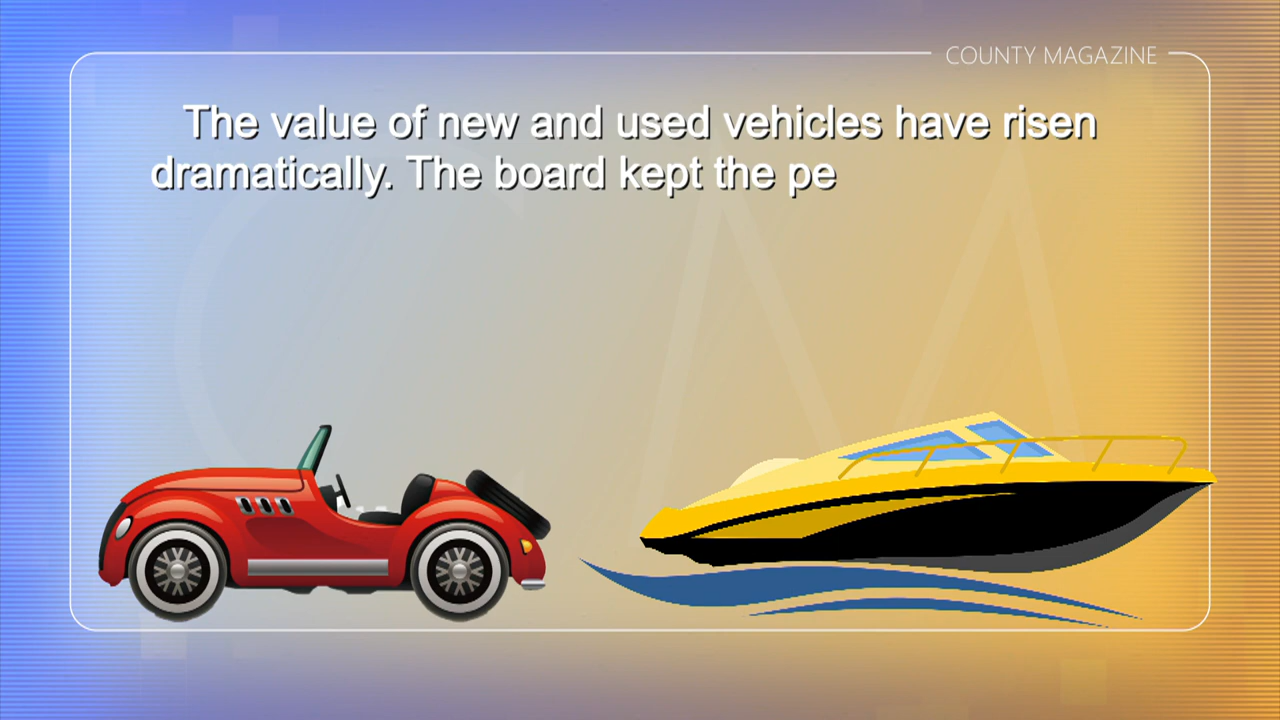 COUNTY MAGAZINE
The value of new and used vehicles have risen
dramatically. The board kept the pe